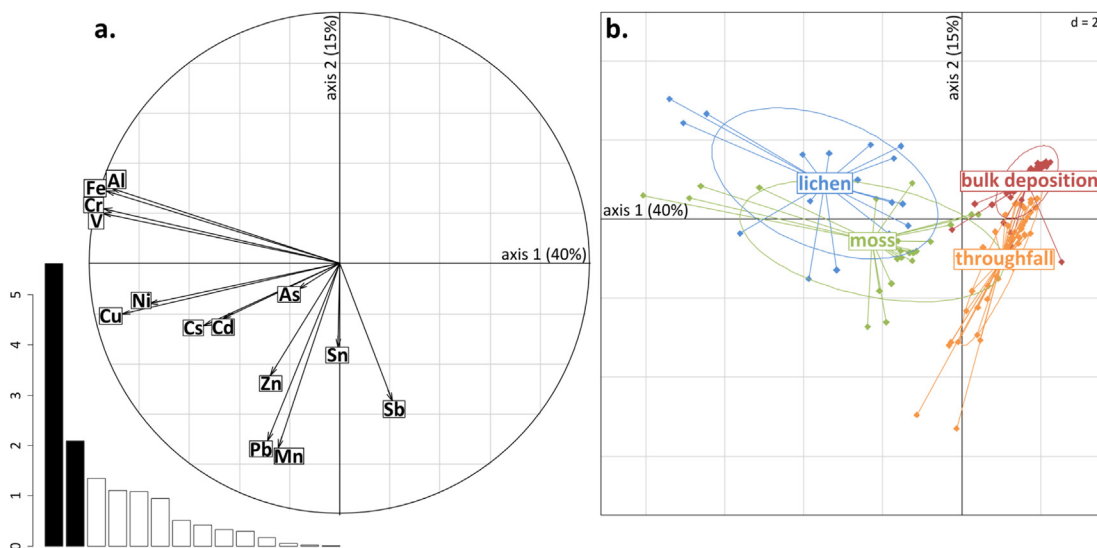 a.
axis 2 (15%)
Al
Fe
Cr
V
axis 1 (40%)
Ni
As
Cu
Cs
Cd
Sn
Zn
Sb
Pb
Mn
5
4
3
2
1
0
b.
axis 2 (15%)
d = 2
lichen
bulk deposition
axis 1 (40%)
moss
throughfall